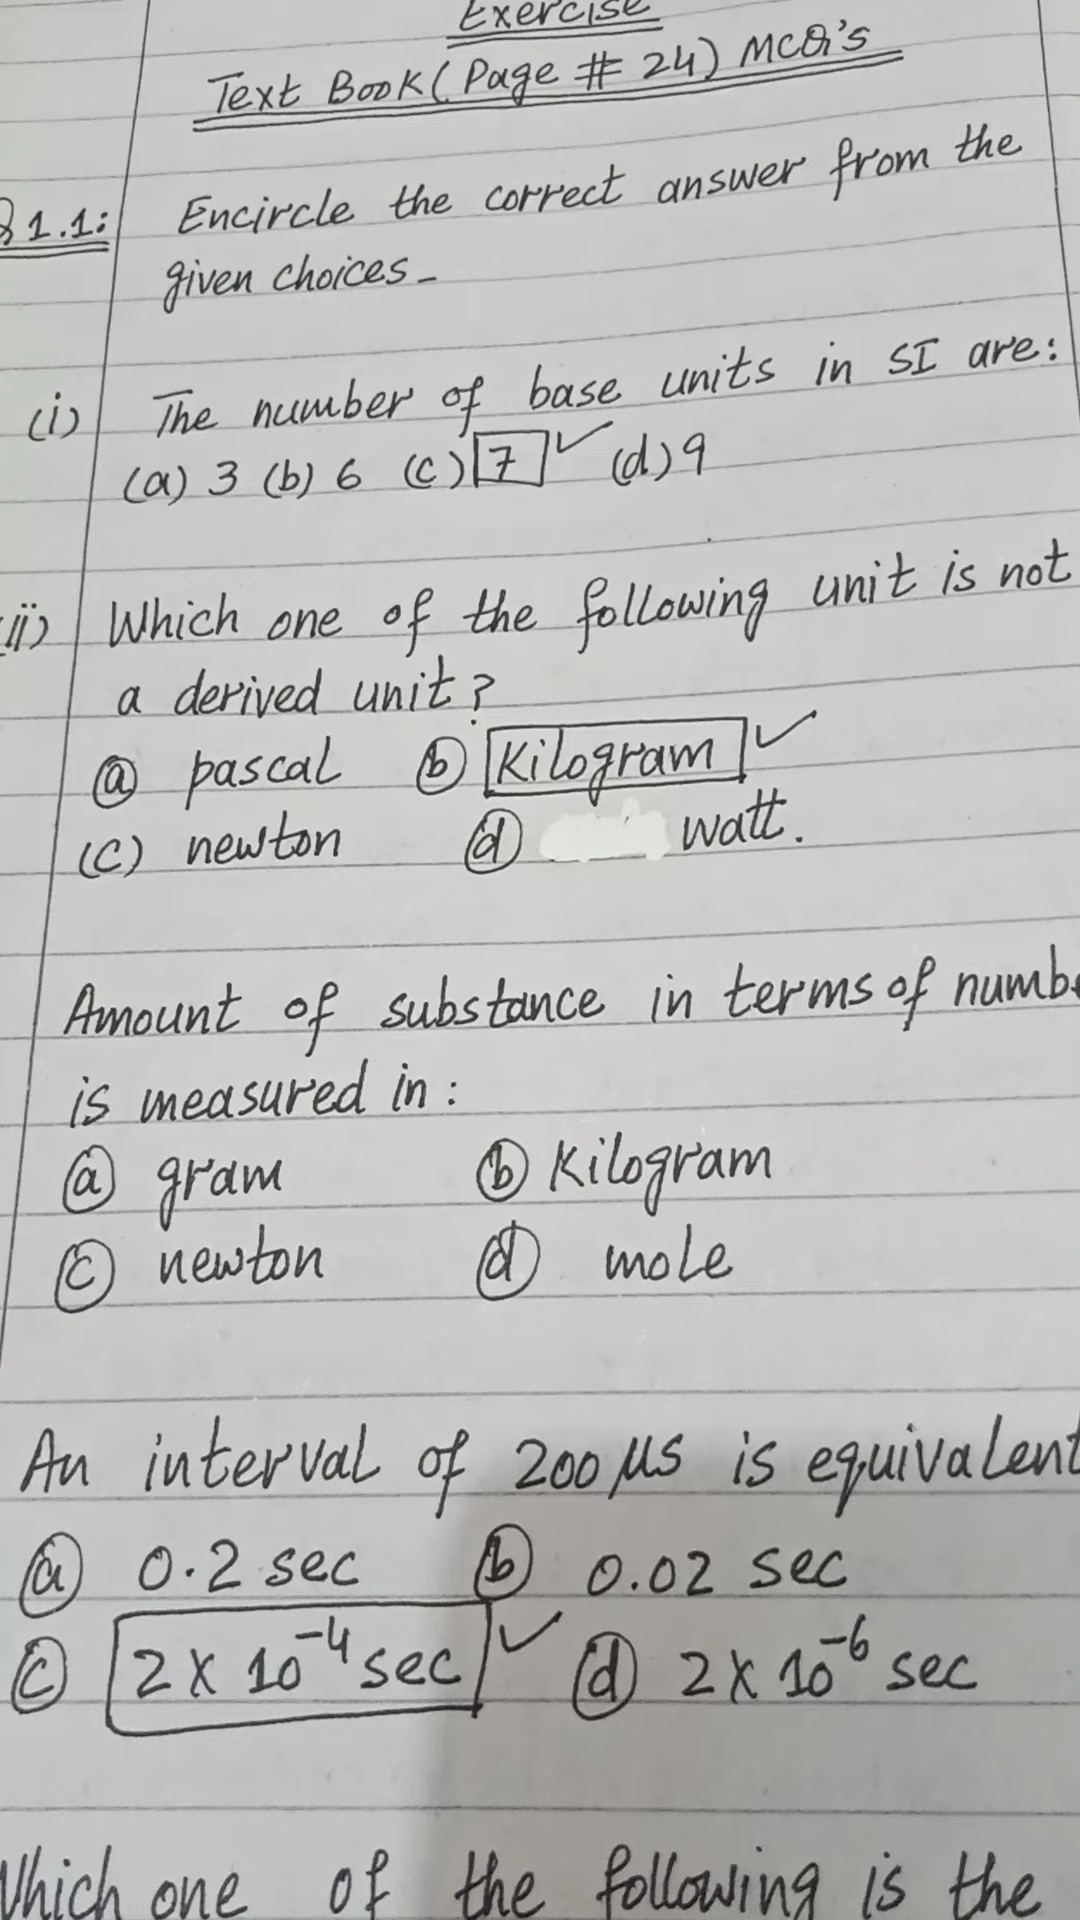 Exercise
Text Book (Page # 24) MCQ's
Q1.1: Encircle the correct answer from the
given choices-
(i) The number of base units in SI are:
(a) 3 (b) 6 (c) 7 ✓ (d) 9
(ii) Which one of the following unit is not
a derived unit?
(a) pascal (b) Kilogram ✓
(c) newton (d) watt.
Amount of substance in terms of numb
is measured in:
(a) gram (b) Kilogram
(c) newton (d) mole
An interval of 200 μs is equivalent
(a) 0.2 sec (b) 0.02 sec
(c) 2 x 10⁻⁴ sec ✓ (d) 2 x 10⁻⁶ sec
Which one of the following is the